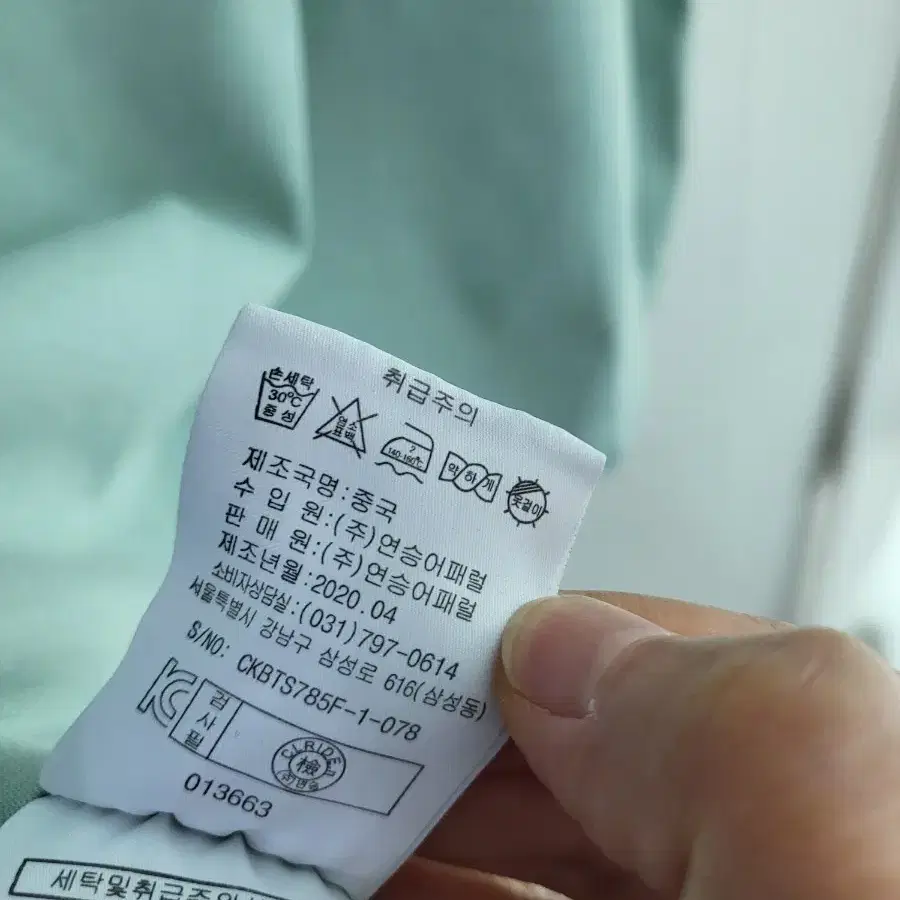 취급주의
손세탁
30℃
중성
염소
표백
140-160℃
약하게
옷걸이
제조국명:중국
수 입 원:(주)연승어패럴
판 매 원:(주)연승어패럴
제조년월:2020.04
소비자상담실:(031)797-0614
서울특별시 강남구 삼성로 616(삼성동)
S/NO: CKBTS785F-1-078
KC
검사필
CLRIDE.n
檢
013663
세탁및취급주의